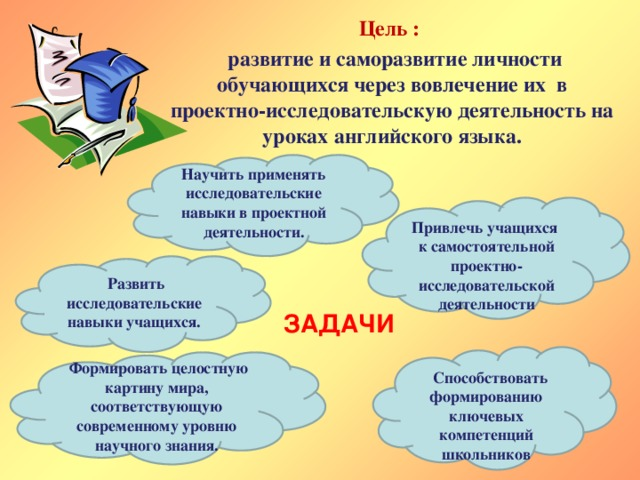 Цель :
развитие и саморазвитие личности
обучающихся через вовлечение их в
проектно-исследовательскую деятельность на
уроках английского языка.
Научить применять
исследовательские
навыки в проектной
деятельности.
Привлечь учащихся
к самостоятельной
проектно-
исследовательской
деятельности
Развить
исследовательские
навыки учащихся.
ЗАДАЧИ
Формировать целостную
картину мира,
соответствующую
современному уровню
научного знания.
Способствовать
формированию
ключевых
компетенций
школьников